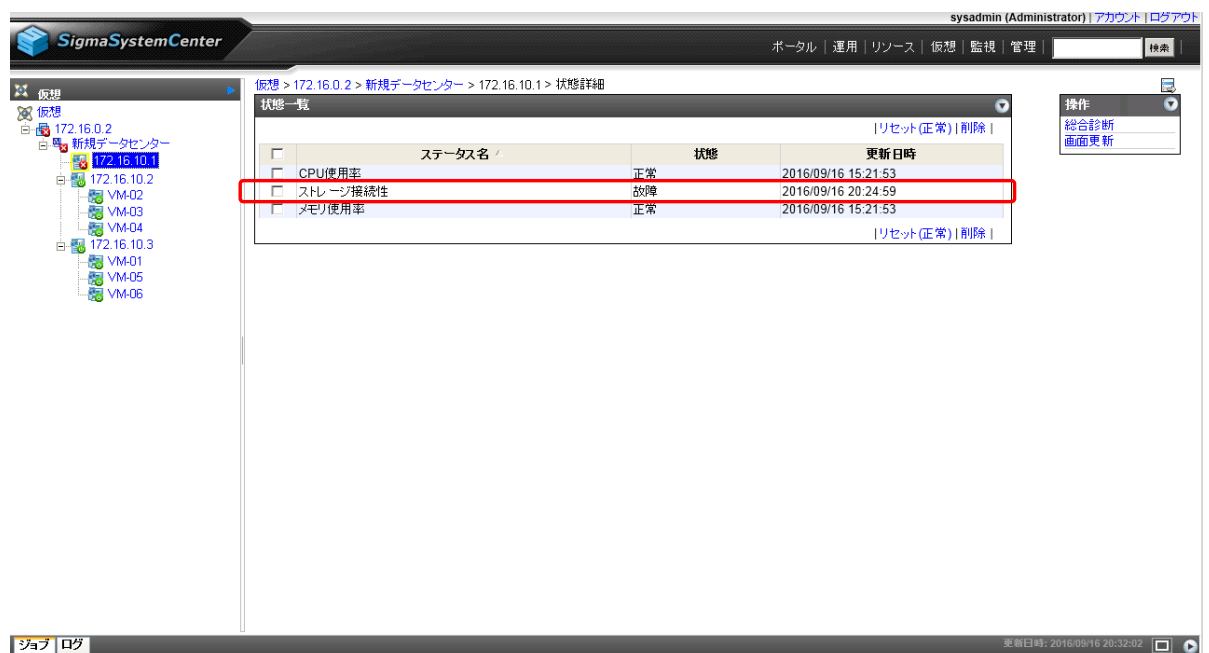 sysadmin (Administrator) | アカウント | ログアウト
SigmaSystemCenter
ポータル | 運用 | リソース | 仮想 | 監視 | 管理 | 検索 |
仮想
仮想
172.16.0.2
新規データセンター
172.16.10.1
172.16.10.2
VM-02
VM-03
VM-04
172.16.10.3
VM-01
VM-05
VM-06
仮想 > 172.16.0.2 > 新規データセンター > 172.16.10.1 > 状態詳細
状態一覧
| リセット(正常) | 削除 |
ステータス名 状態 更新日時
CPU使用率 正常 2016/09/16 15:21:53
ストレージ接続性 故障 2016/09/16 20:24:59
メモリ使用率 正常 2016/09/16 15:21:53
| リセット(正常) | 削除 |
操作
総合診断
画面更新
ジョブ ログ
更新日時: 2016/09/16 20:32:02